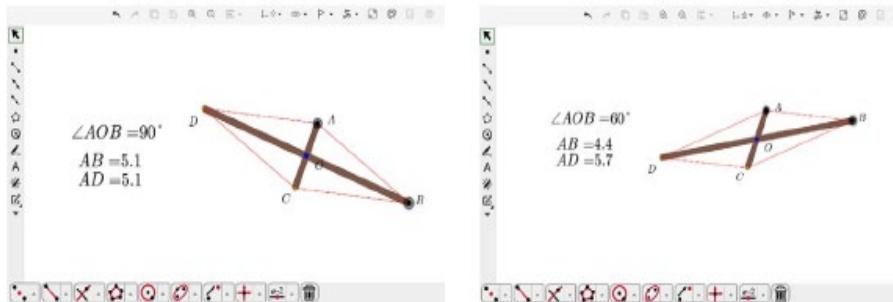 D
A
∠AOB =90°
AB =5.1
AD =5.1
O
C
B
A
∠AOB =60°
B
AB =4.4
AD =5.7
O
D
C